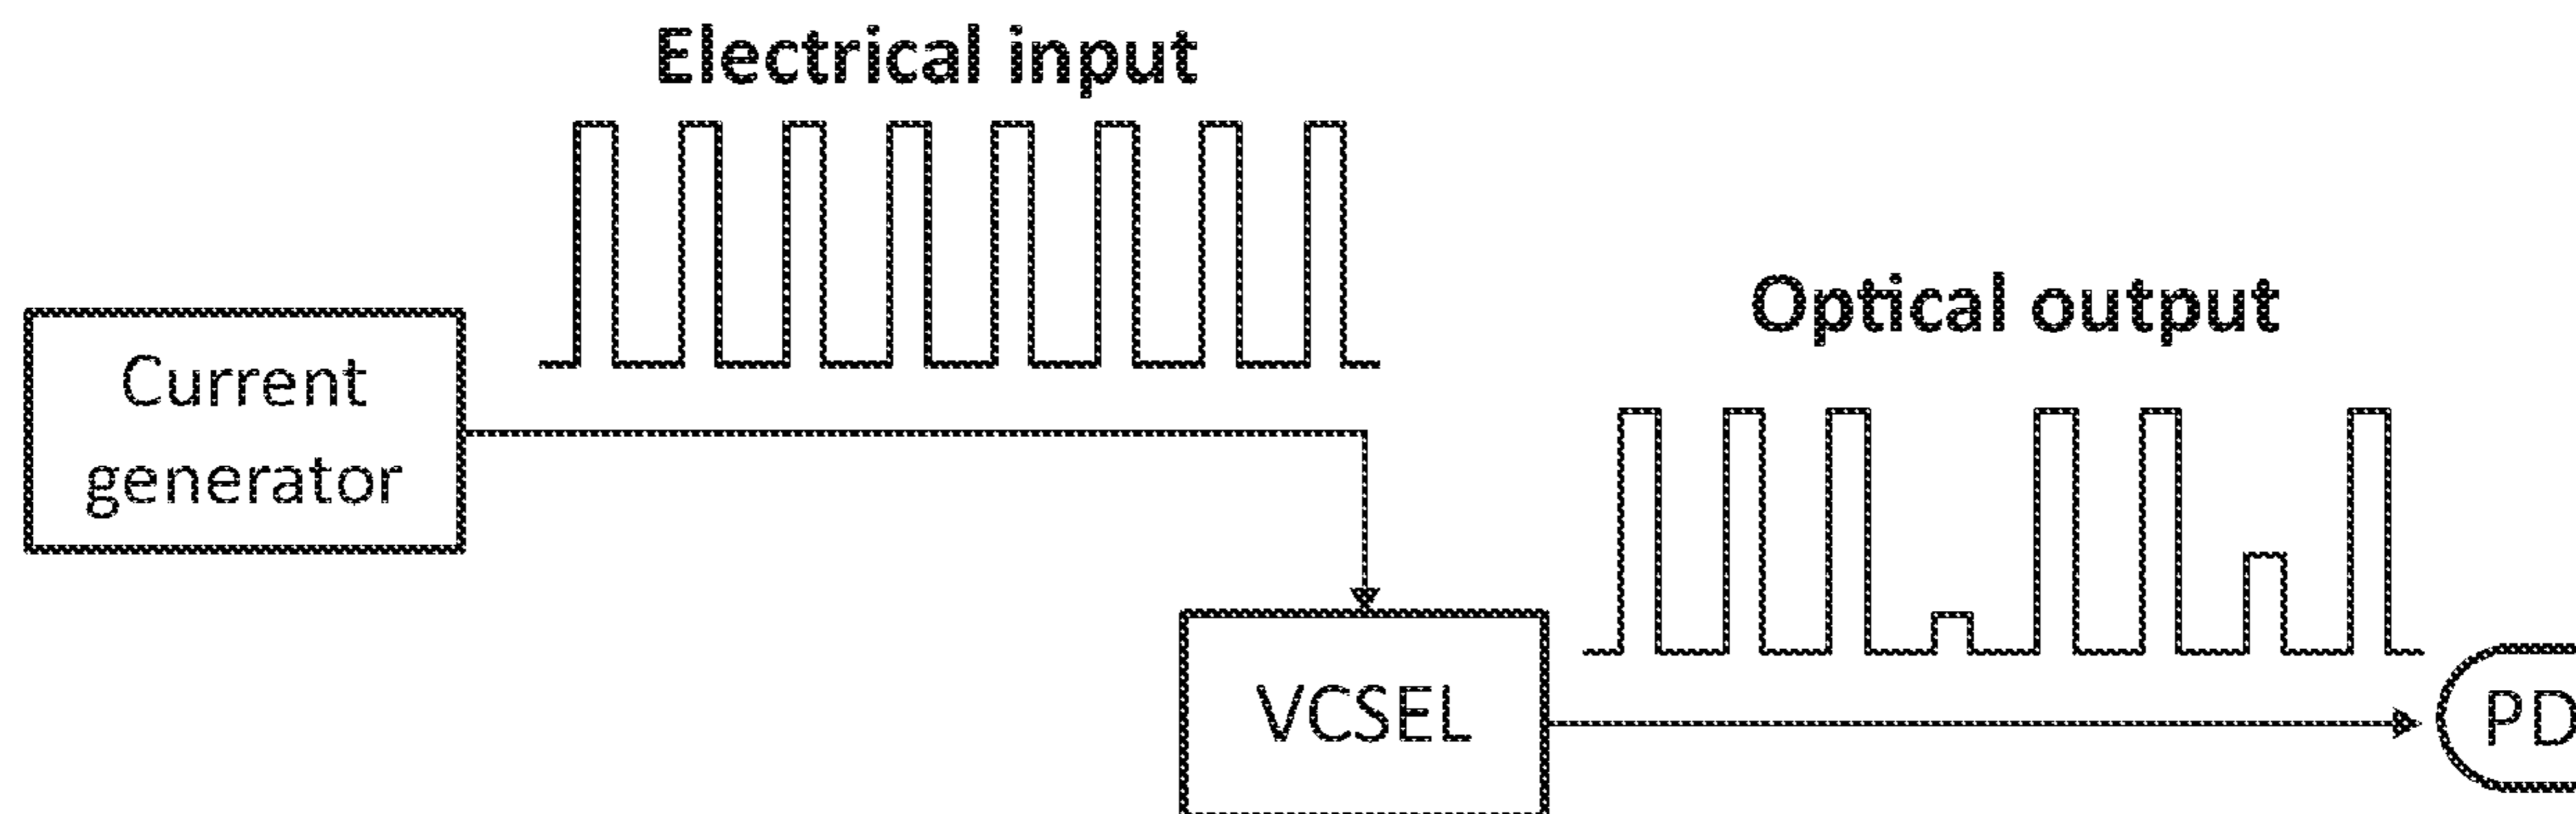 Electrical input
Current
generator
Optical output
VCSEL
PD